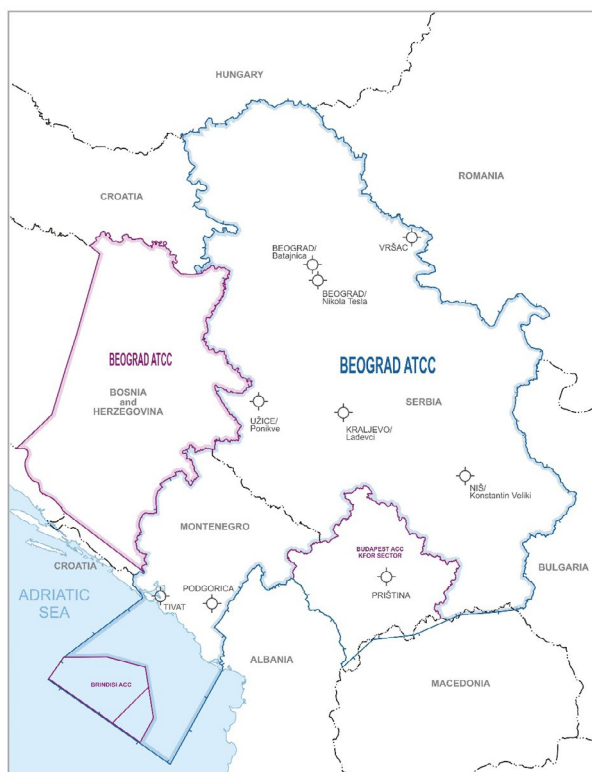 HUNGARY
ROMANIA
CROATIA
VRŠAC
BEOGRAD/
Batajnica
BEOGRAD/
Nikola Tesla
BEOGRAD ATCC
BEOGRAD ATCC
BOSNIA
and
HERZEGOVINA
SERBIA
UŽICE/
Ponikve
KRALJEVO/
Lađevci
NIŠ/
Konstantin Veliki
MONTENEGRO
BUDAPEST ACC
KFOR SECTOR
BULGARIA
CROATIA
PRIŠTINA
ADRIATIC
SEA
PODGORICA
TIVAT
ALBANIA
BRINDISI ACC
MACEDONIA